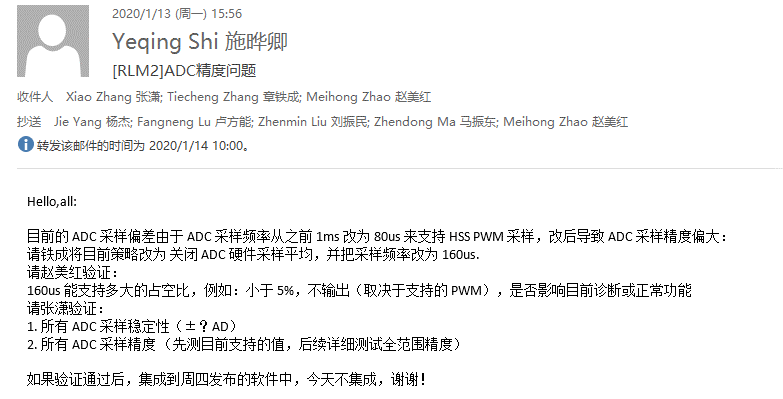 2020/1/13 (周一) 15:56
Yeqing Shi 施晔卿
[RLM2]ADC精度问题
收件人 Xiao Zhang 张潇; Tiecheng Zhang 章铁成; Meihong Zhao 赵美红
抄送 Jie Yang 杨杰; Fangneng Lu 卢方能; Zhenmin Liu 刘振民; Zhendong Ma 马振东; Meihong Zhao 赵美红
转发该邮件的时间为 2020/1/14 10:00。
Hello,all:
目前的 ADC 采样偏差由于 ADC 采样频率从之前 1ms 改为 80us 来支持 HSS PWM 采样，改后导致 ADC 采样精度偏大：
请铁成将目前策略改为 关闭 ADC 硬件采样平均，并把采样频率改为 160us.
请赵美红验证：
160us 能支持多大的占空比，例如：小于 5%，不输出（取决于支持的 PWM），是否影响目前诊断或正常功能
请张潇验证：
1. 所有 ADC 采样稳定性（±？AD）
2. 所有 ADC 采样精度 （先测目前支持的值，后续详细测试全范围精度）
如果验证通过后，集成到周四发布的软件中，今天不集成，谢谢！